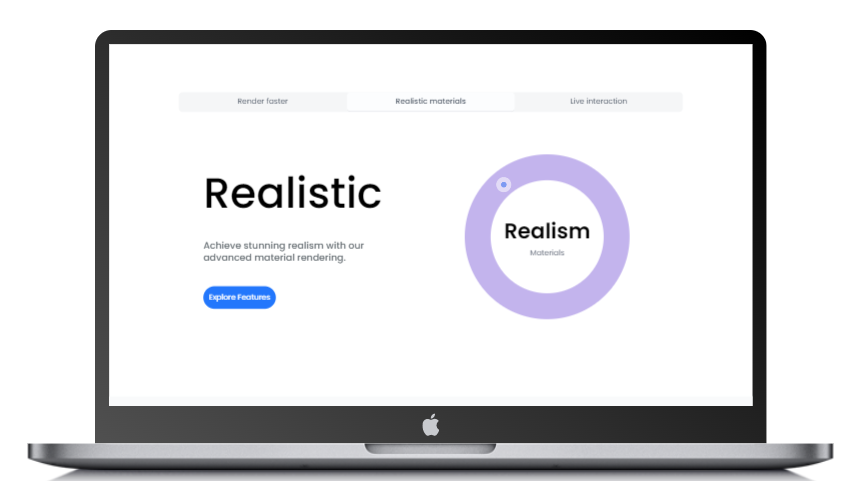 Render faster
Realistic materials
Live interaction
Realistic
Achieve stunning realism with our
advanced material rendering.
Explore Features
Realism
Materials